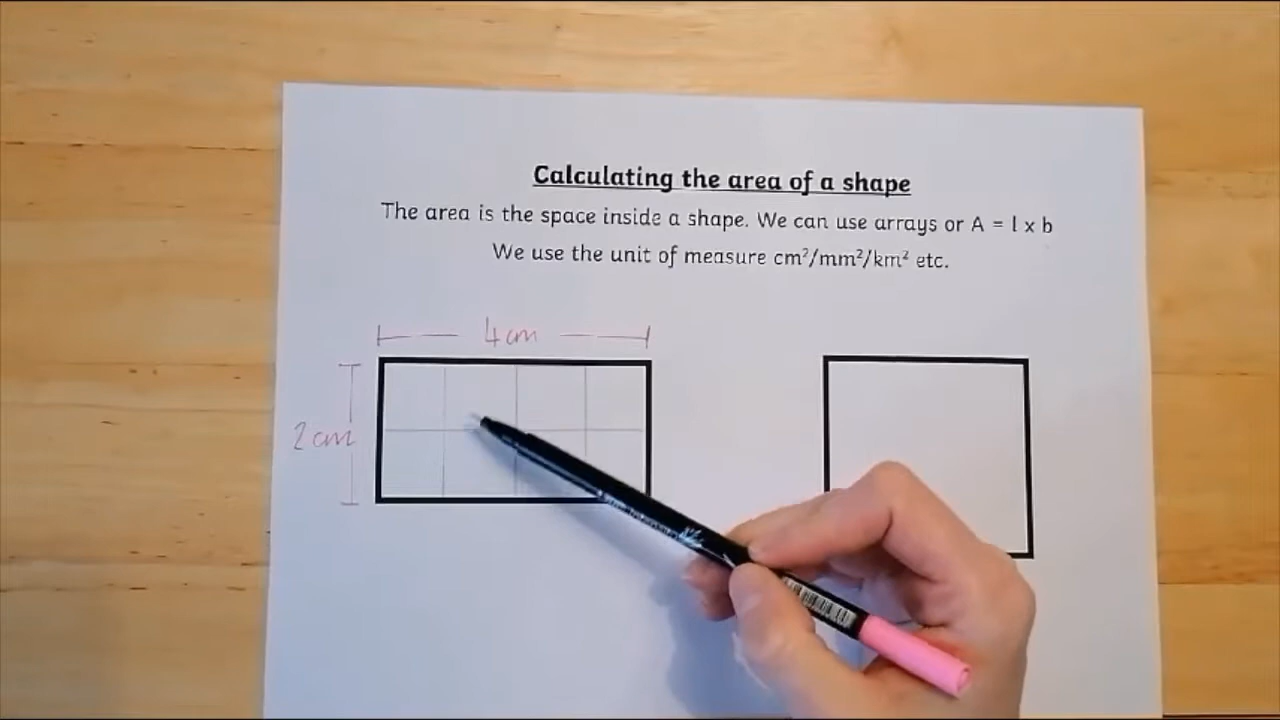 Calculating the area of a shape
The area is the space inside a shape. We can use arrays or A = l x b
We use the unit of measure cm²/mm²/km² etc.
4cm
2cm